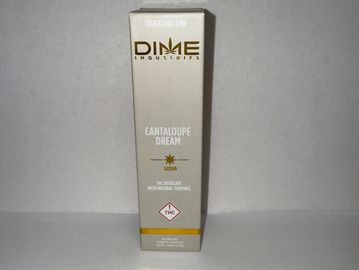 SIGNATURE LINE
DIME
INDUSTRIES
CANTALOUPE
DREAM
SATIVA
THC DISTILLATE
WITH NATURAL TERPENES
!
THC